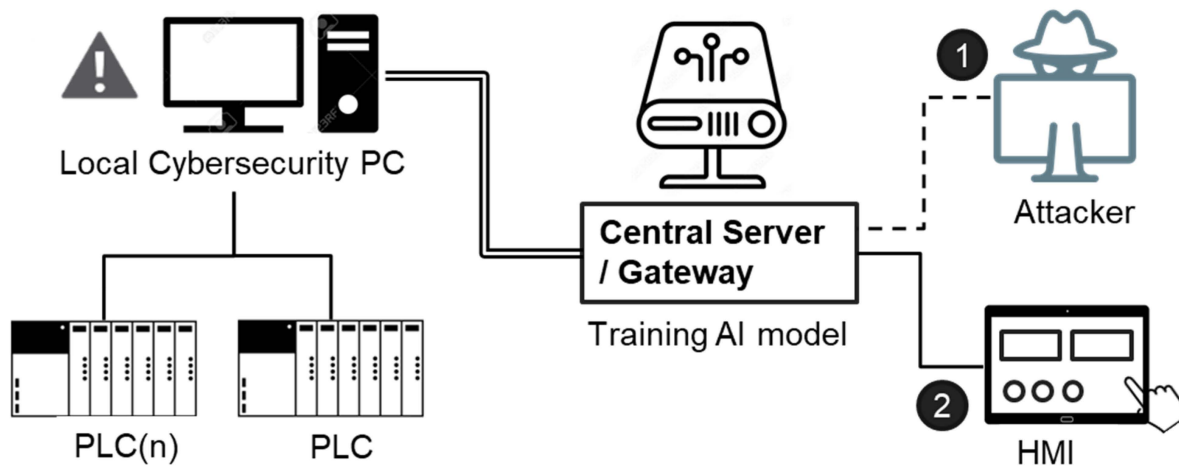 1
Local Cybersecurity PC
Attacker
Central Server
/ Gateway
Training AI model
2
PLC(n)
PLC
HMI